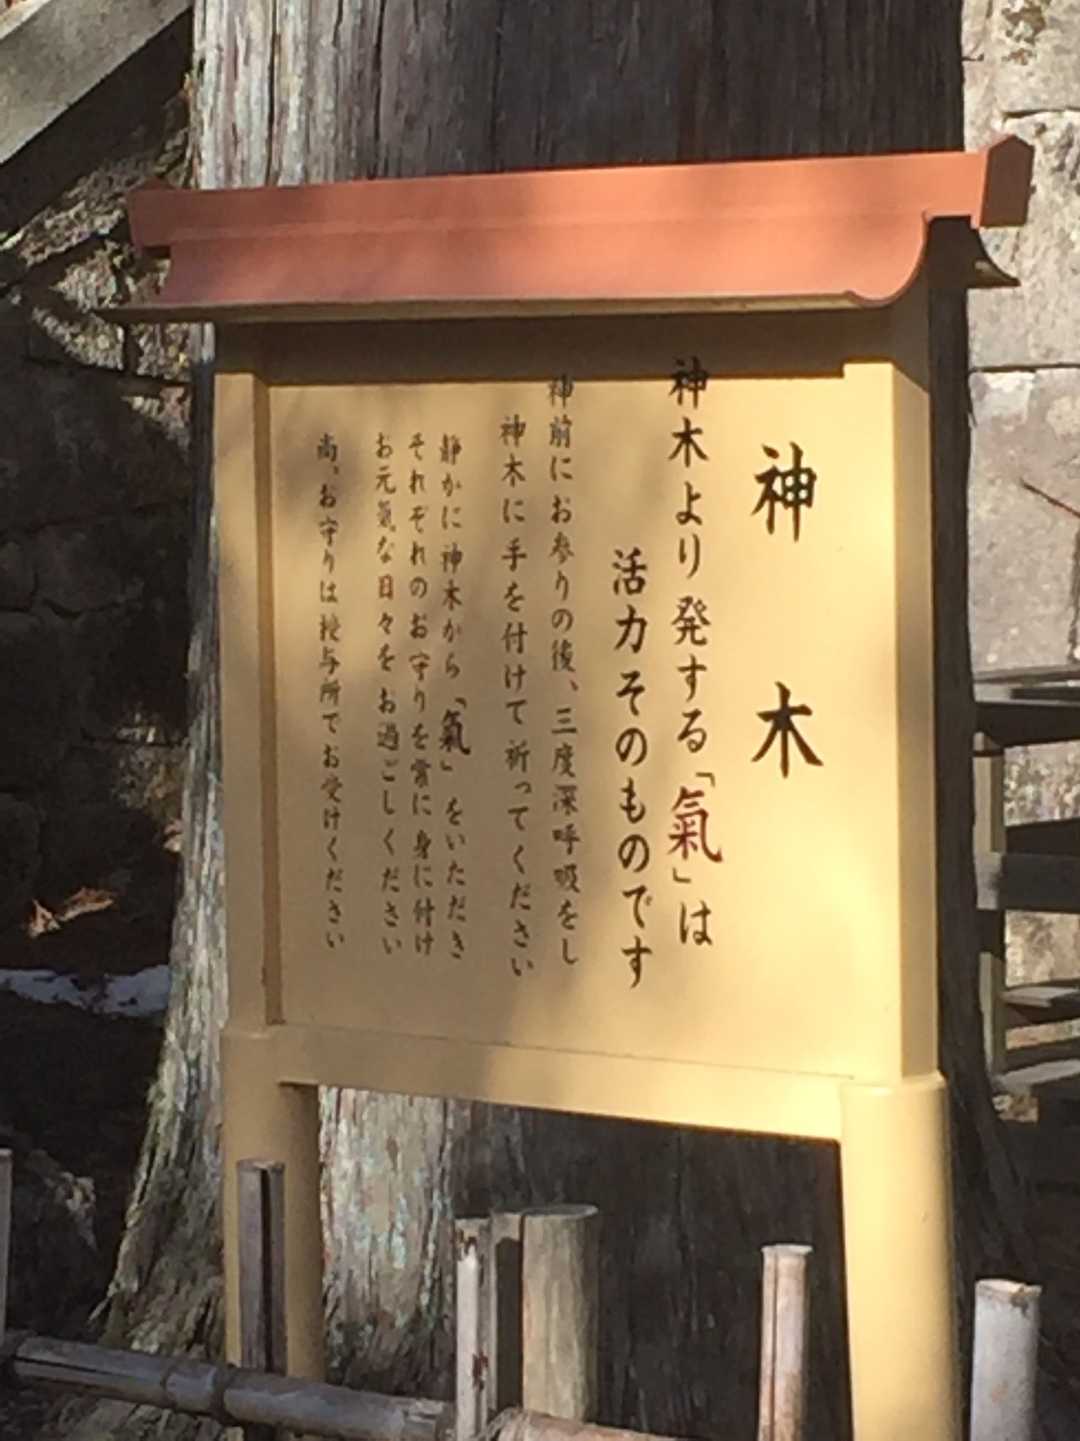 神木
神木より発する「氣」は
活力そのものです
神前にお参りの後、三度深呼吸をし
神木に手を付けて祈ってください
静かに神木から「氣」をいただき
それぞれのお守りを常に身に付け
お元氣な日々をお過ごしください
尚、お守りは授与所でお受けください